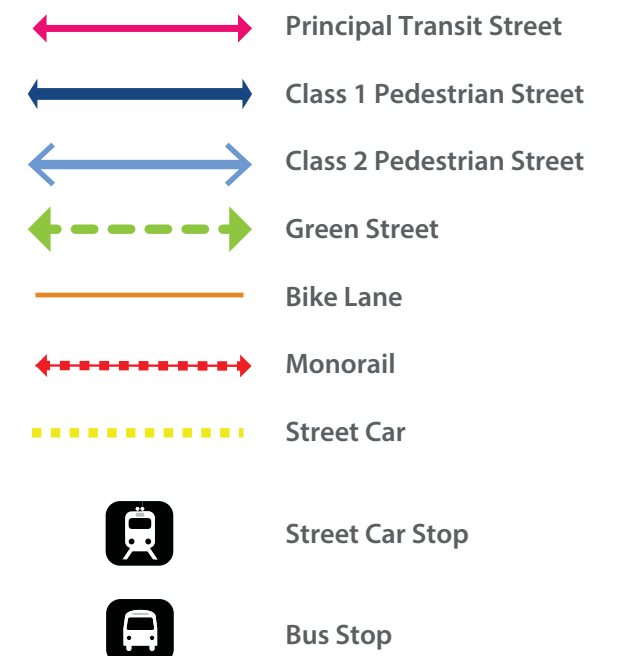 Principal Transit Street
Class 1 Pedestrian Street
Class 2 Pedestrian Street
Green Street
Bike Lane
Monorail
Street Car
Street Car Stop
Bus Stop